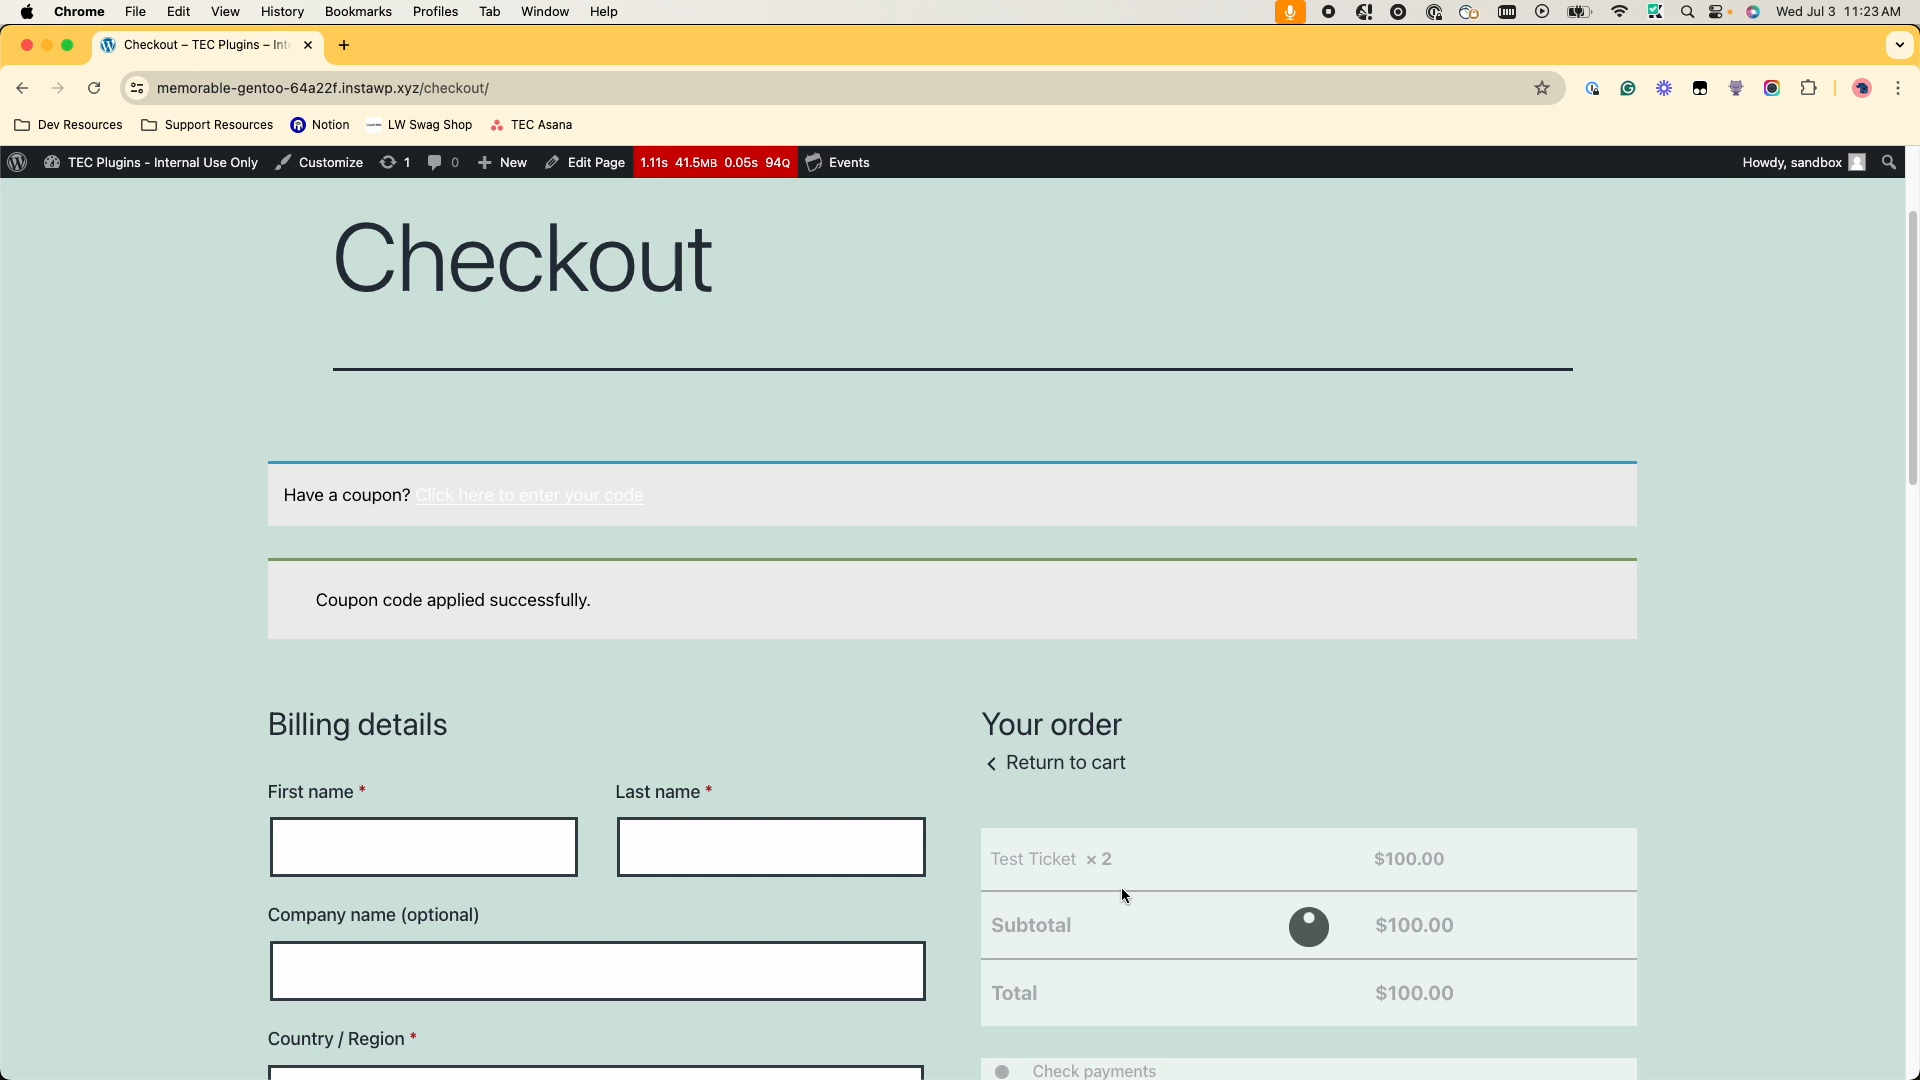 Chrome File Edit View History Bookmarks Profiles Tab Window Help Wed Jul 3 11:23 AM
Checkout – TEC Plugins – Int
memorable-gentoo-64a22f.instawp.xyz/checkout/
Dev Resources Support Resources Notion LW Swag Shop TEC Asana
TEC Plugins - Internal Use Only Customize 1 0 New Edit Page 1.11s 41.5MB 0.05s 94Q Events Howdy, sandbox
Checkout
Have a coupon? Click here to enter your code
Coupon code applied successfully.
Billing details
Your order
Return to cart
First name * Last name *
Test Ticket × 2 $100.00
Company name (optional)
Subtotal $100.00
Total $100.00
Country / Region *
Check payments